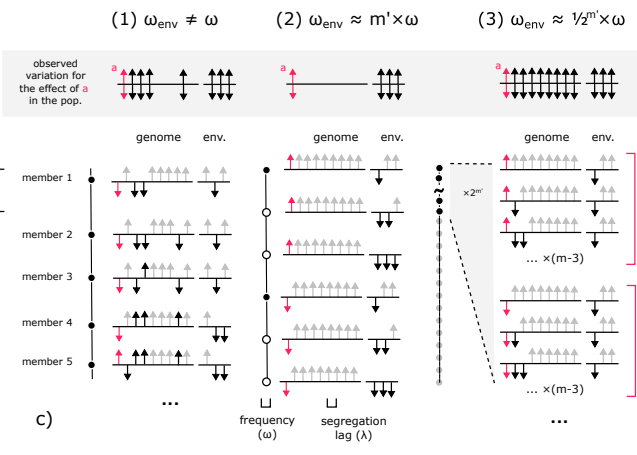 (1) ωenv ≠ ω
(2) ωenv ≈ m'×ω
(3) ωenv ≈ ½m'×ω
observed
variation for
the effect of a
in the pop.
a
a
a
genome env.
genome env.
genome env.
member 1
member 2
member 3
member 4
member 5
~
×2m'
... ×(m-3)
... ×(m-3)
...
...
c)
frequency
(ω)
segregation
lag (λ)